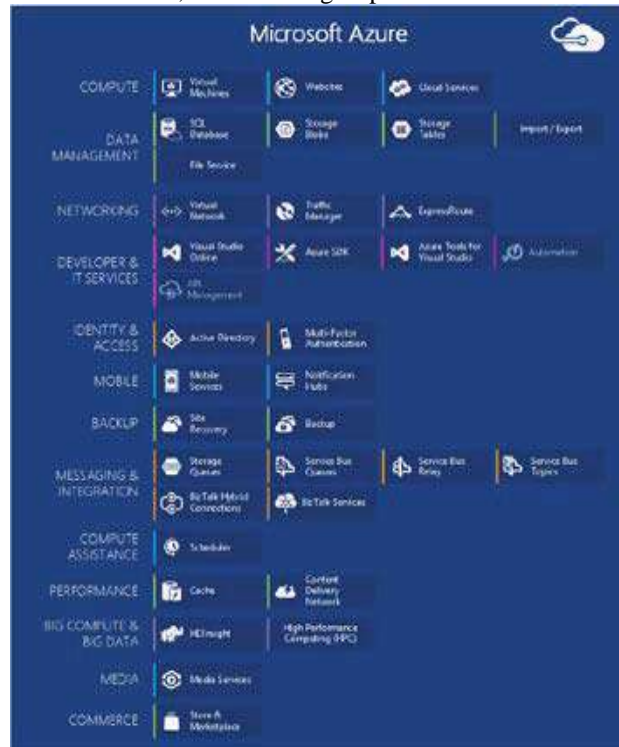 Microsoft Azure
COMPUTE
Virtual Machines
Websites
Cloud Services
DATA MANAGEMENT
SQL Database
Storage Blobs
Storage Tables
Import / Export
File Service
NETWORKING
Virtual Network
Traffic Manager
ExpressRoute
DEVELOPER & IT SERVICES
Visual Studio Online
Azure SDK
Azure Tools for Visual Studio
Automation
API Management
IDENTITY & ACCESS
Active Directory
Multi-Factor Authentication
MOBILE
Mobile Services
Notification Hubs
BACKUP
Site Recovery
Backup
MESSAGING & INTEGRATION
Storage Queues
Service Bus Queues
Service Bus Relay
Service Bus Topics
BizTalk Hybrid Connections
BizTalk Services
COMPUTE ASSISTANCE
Scheduler
PERFORMANCE
Cache
Content Delivery Network
BIG COMPUTE & BIG DATA
HDInsight
High Performance Computing (HPC)
MEDIA
Media Services
COMMERCE
Store & Marketplace